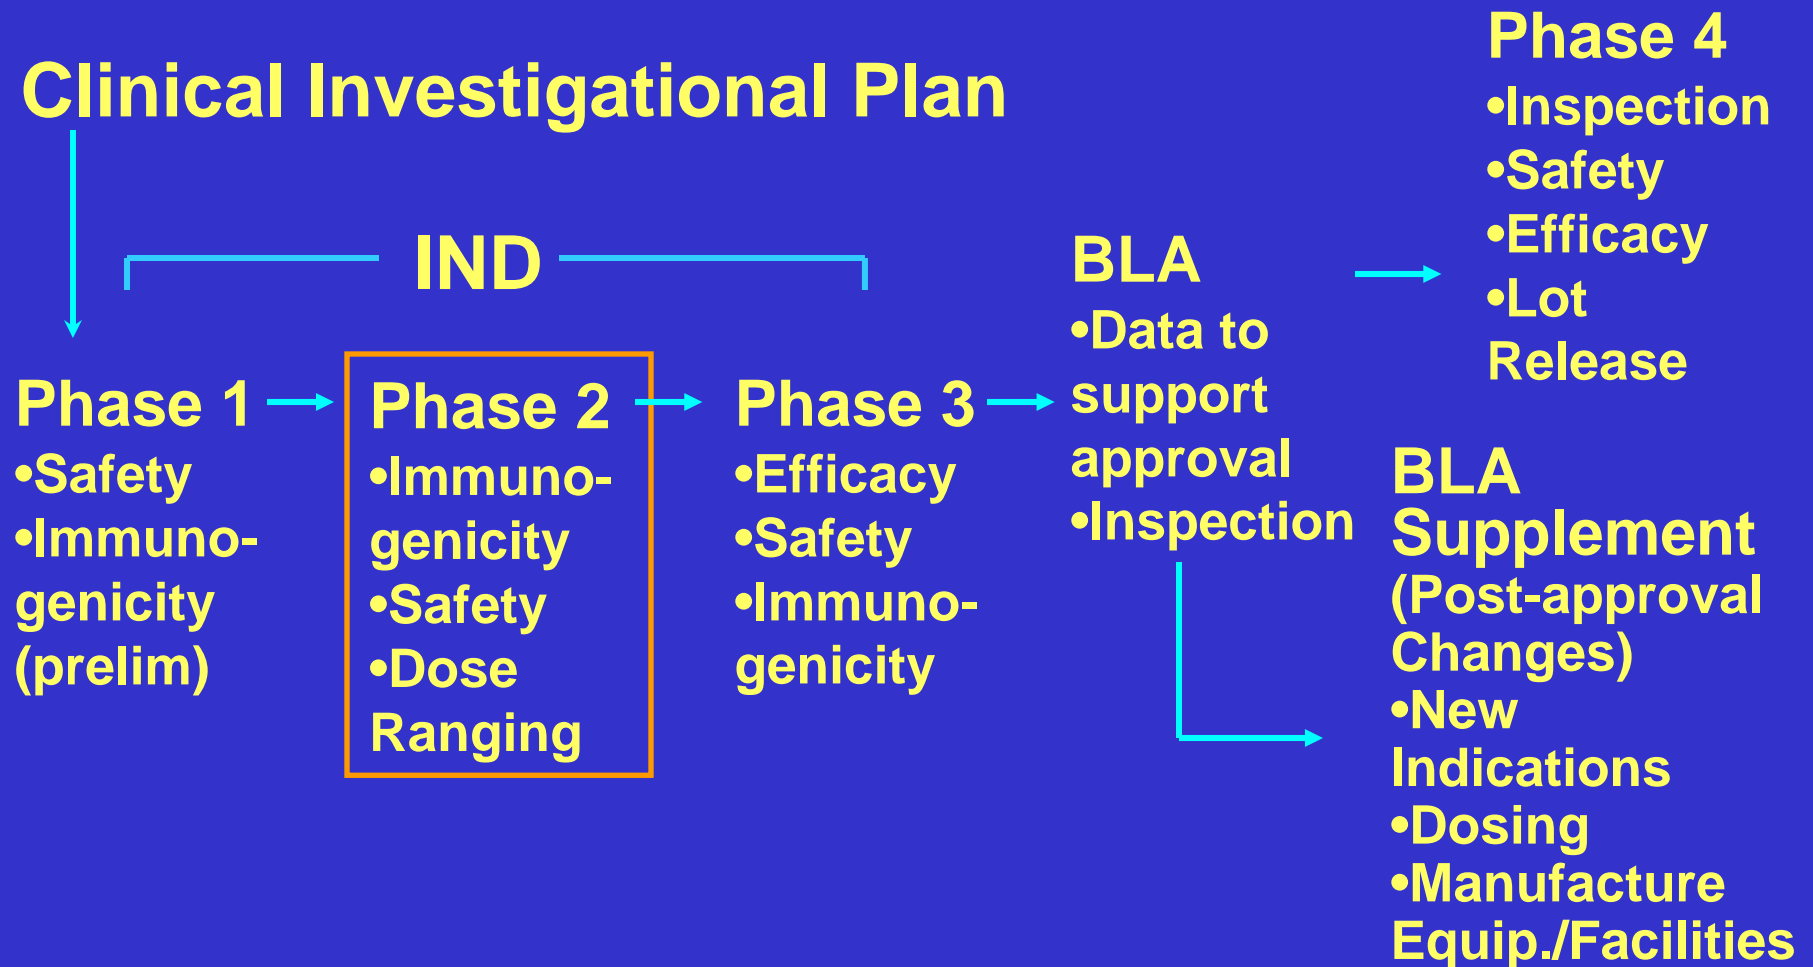 Clinical Investigational Plan
IND
Phase 1
•Safety
•Immuno-
genicity
(prelim)
Phase 2
•Immuno-
genicity
•Safety
•Dose
Ranging
Phase 3
•Efficacy
•Safety
•Immuno-
genicity
BLA
•Data to
support
approval
•Inspection
Phase 4
•Inspection
•Safety
•Efficacy
•Lot
Release
BLA
Supplement
(Post-approval
Changes)
•New
Indications
•Dosing
•Manufacture
Equip./Facilities